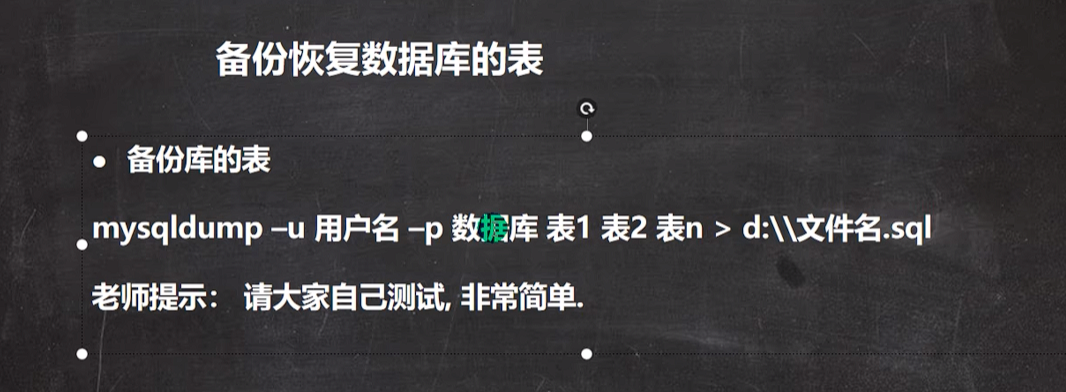 备份恢复数据库的表
● 备份库的表
mysqldump –u 用户名 –p 数据库 表1 表2 表n > d:\\文件名.sql
老师提示： 请大家自己测试, 非常简单.